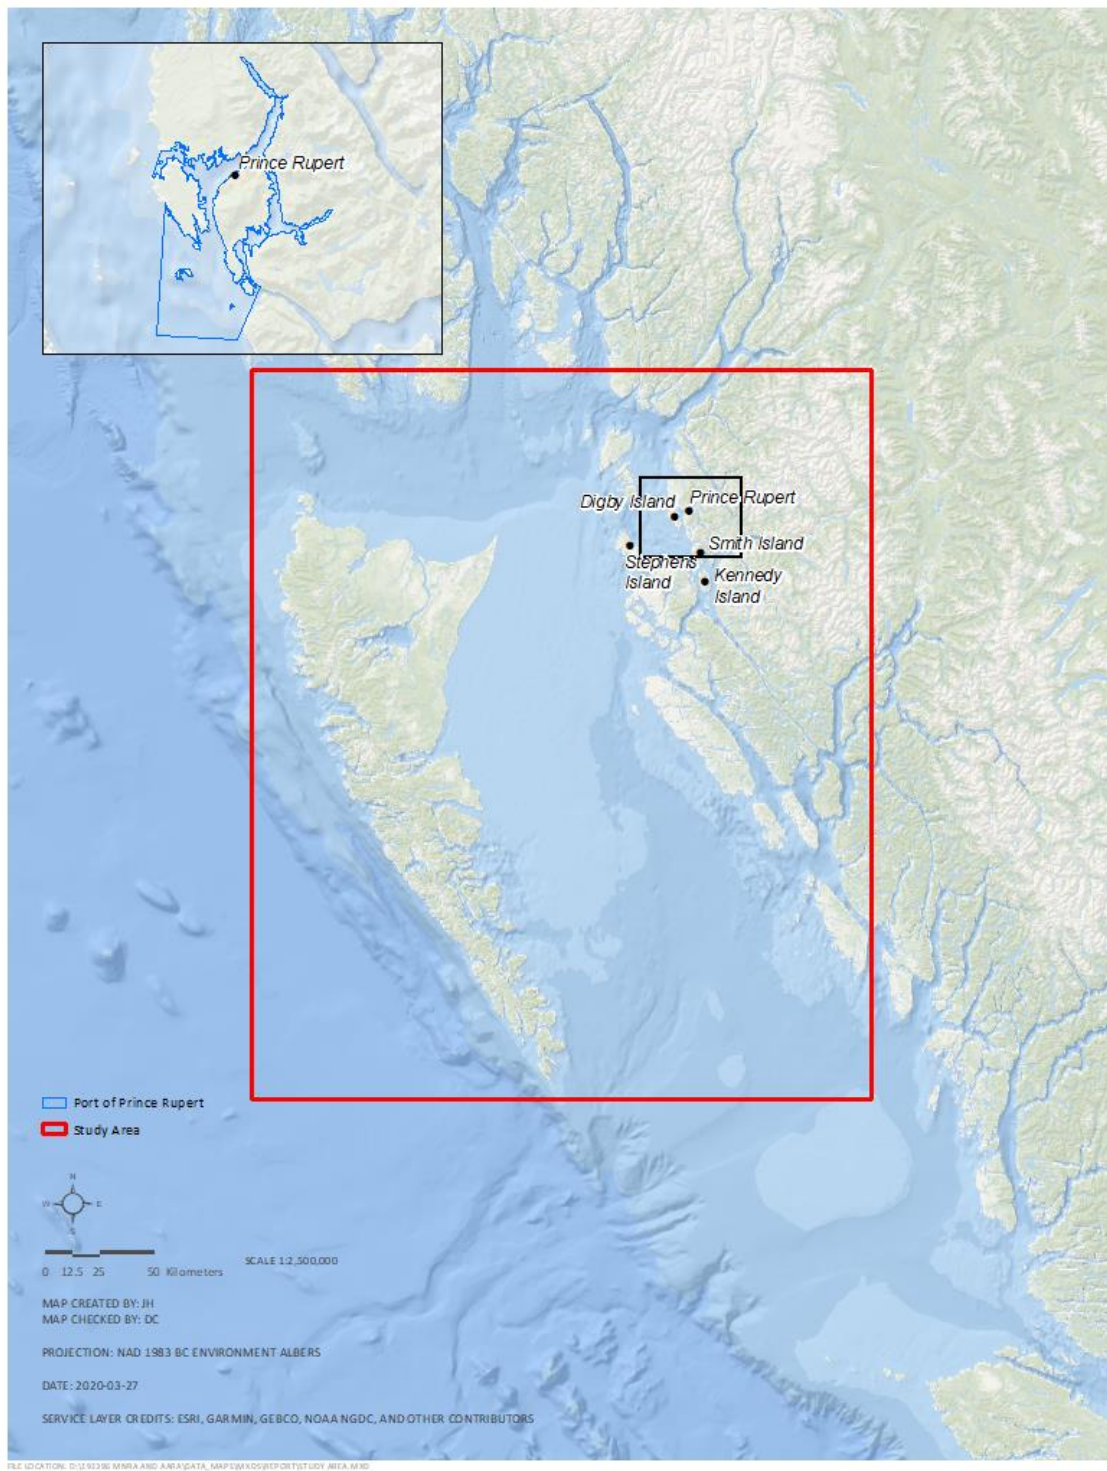 Prince Rupert
Digby Island
Prince Rupert
Smith Island
Stephens
Island
Kennedy
Island
Port of Prince Rupert
Study Area
N
W
E
S
0 12.5 25 50 Kilometers
SCALE 1:2,500,000
MAP CREATED BY: JH
MAP CHECKED BY: DC
PROJECTION: NAD 1983 BC ENVIRONMENT ALBERS
DATE: 2020-03-27
SERVICE LAYER CREDITS: ESRI, GARMIN, GEBCO, NOAA NGDC, AND OTHER CONTRIBUTORS
FILE LOCATION: